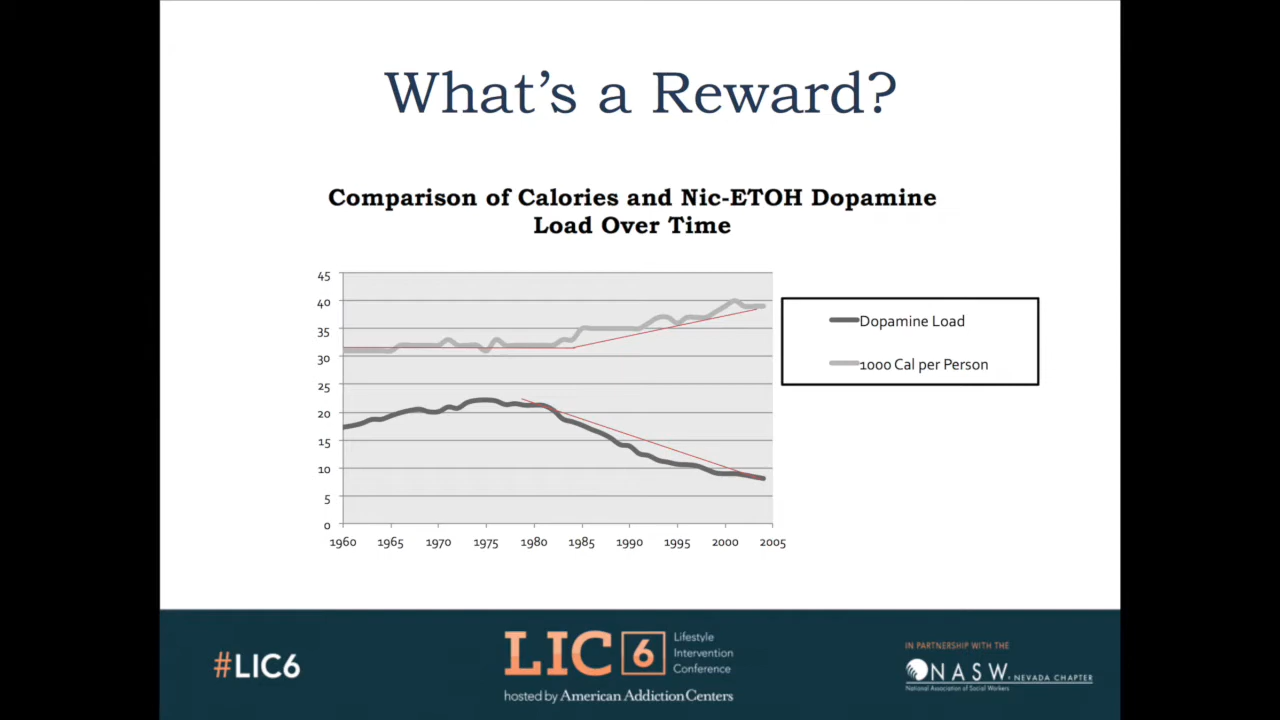 What's a Reward?
Comparison of Calories and Nic-ETOH Dopamine
Load Over Time
45
40
35
30
25
20
15
10
5
0
1960 1965 1970 1975 1980 1985 1990 1995 2000 2005
Dopamine Load
1000 Cal per Person
#LIC6
LIC 6
Lifestyle
Intervention
Conference
hosted by American Addiction Centers
IN PARTNERSHIP WITH THE
NASW NEVADA CHAPTER
National Association of Social Workers